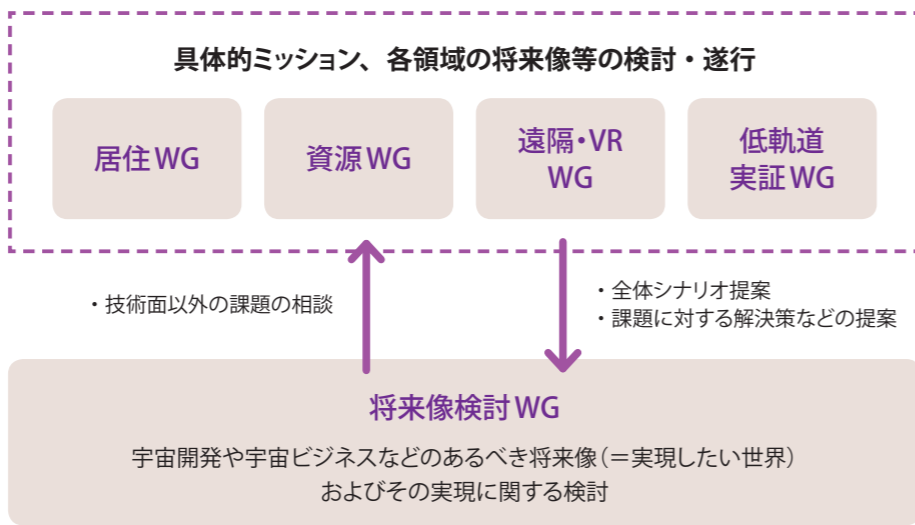 具体的ミッション、各領域の将来像等の検討・遂行
居住WG
資源WG
遠隔・VR
WG
低軌道
実証WG
・技術面以外の課題の相談
・全体シナリオ提案
・課題に対する解決策などの提案
将来像検討WG
宇宙開発や宇宙ビジネスなどのあるべき将来像(=実現したい世界)
およびその実現に関する検討